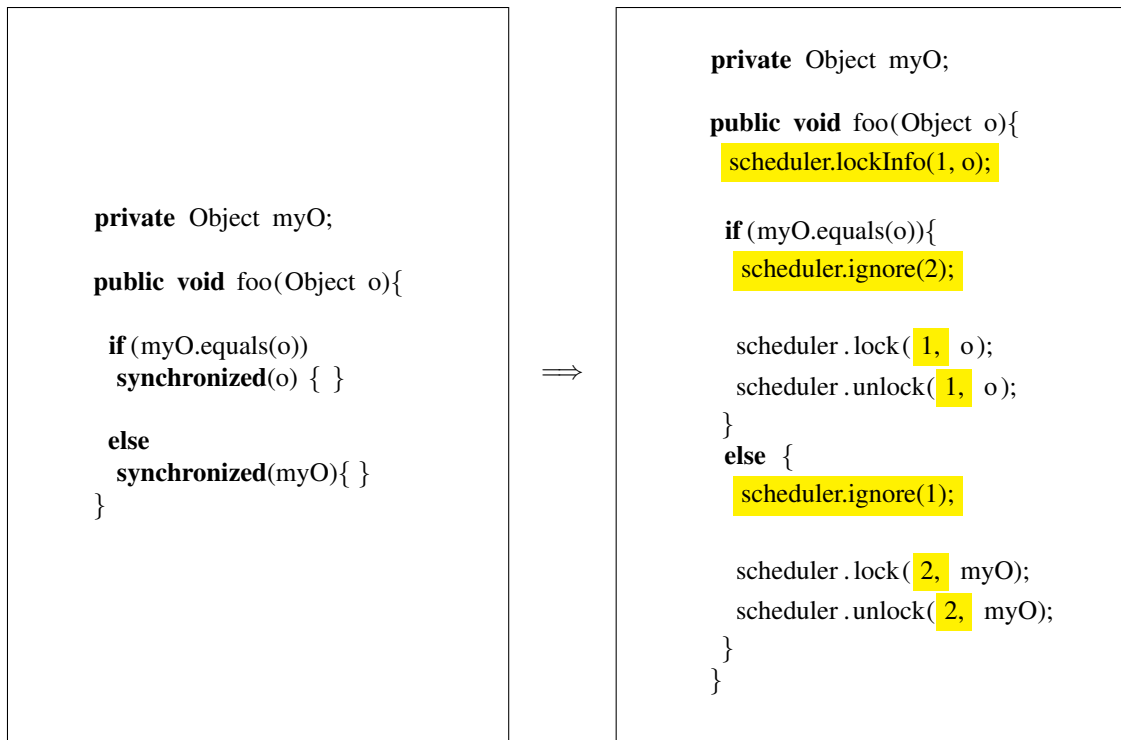 private Object myO;
public void foo(Object o){
if (myO.equals(o))
synchronized(o) { }
else
synchronized(myO){ }
}
⟹
private Object myO;
public void foo(Object o){
scheduler.lockInfo(1, o);
if (myO.equals(o)){
scheduler.ignore(2);
scheduler.lock( 1, o);
scheduler.unlock( 1, o);
}
else {
scheduler.ignore(1);
scheduler.lock( 2, myO);
scheduler.unlock( 2, myO);
}
}